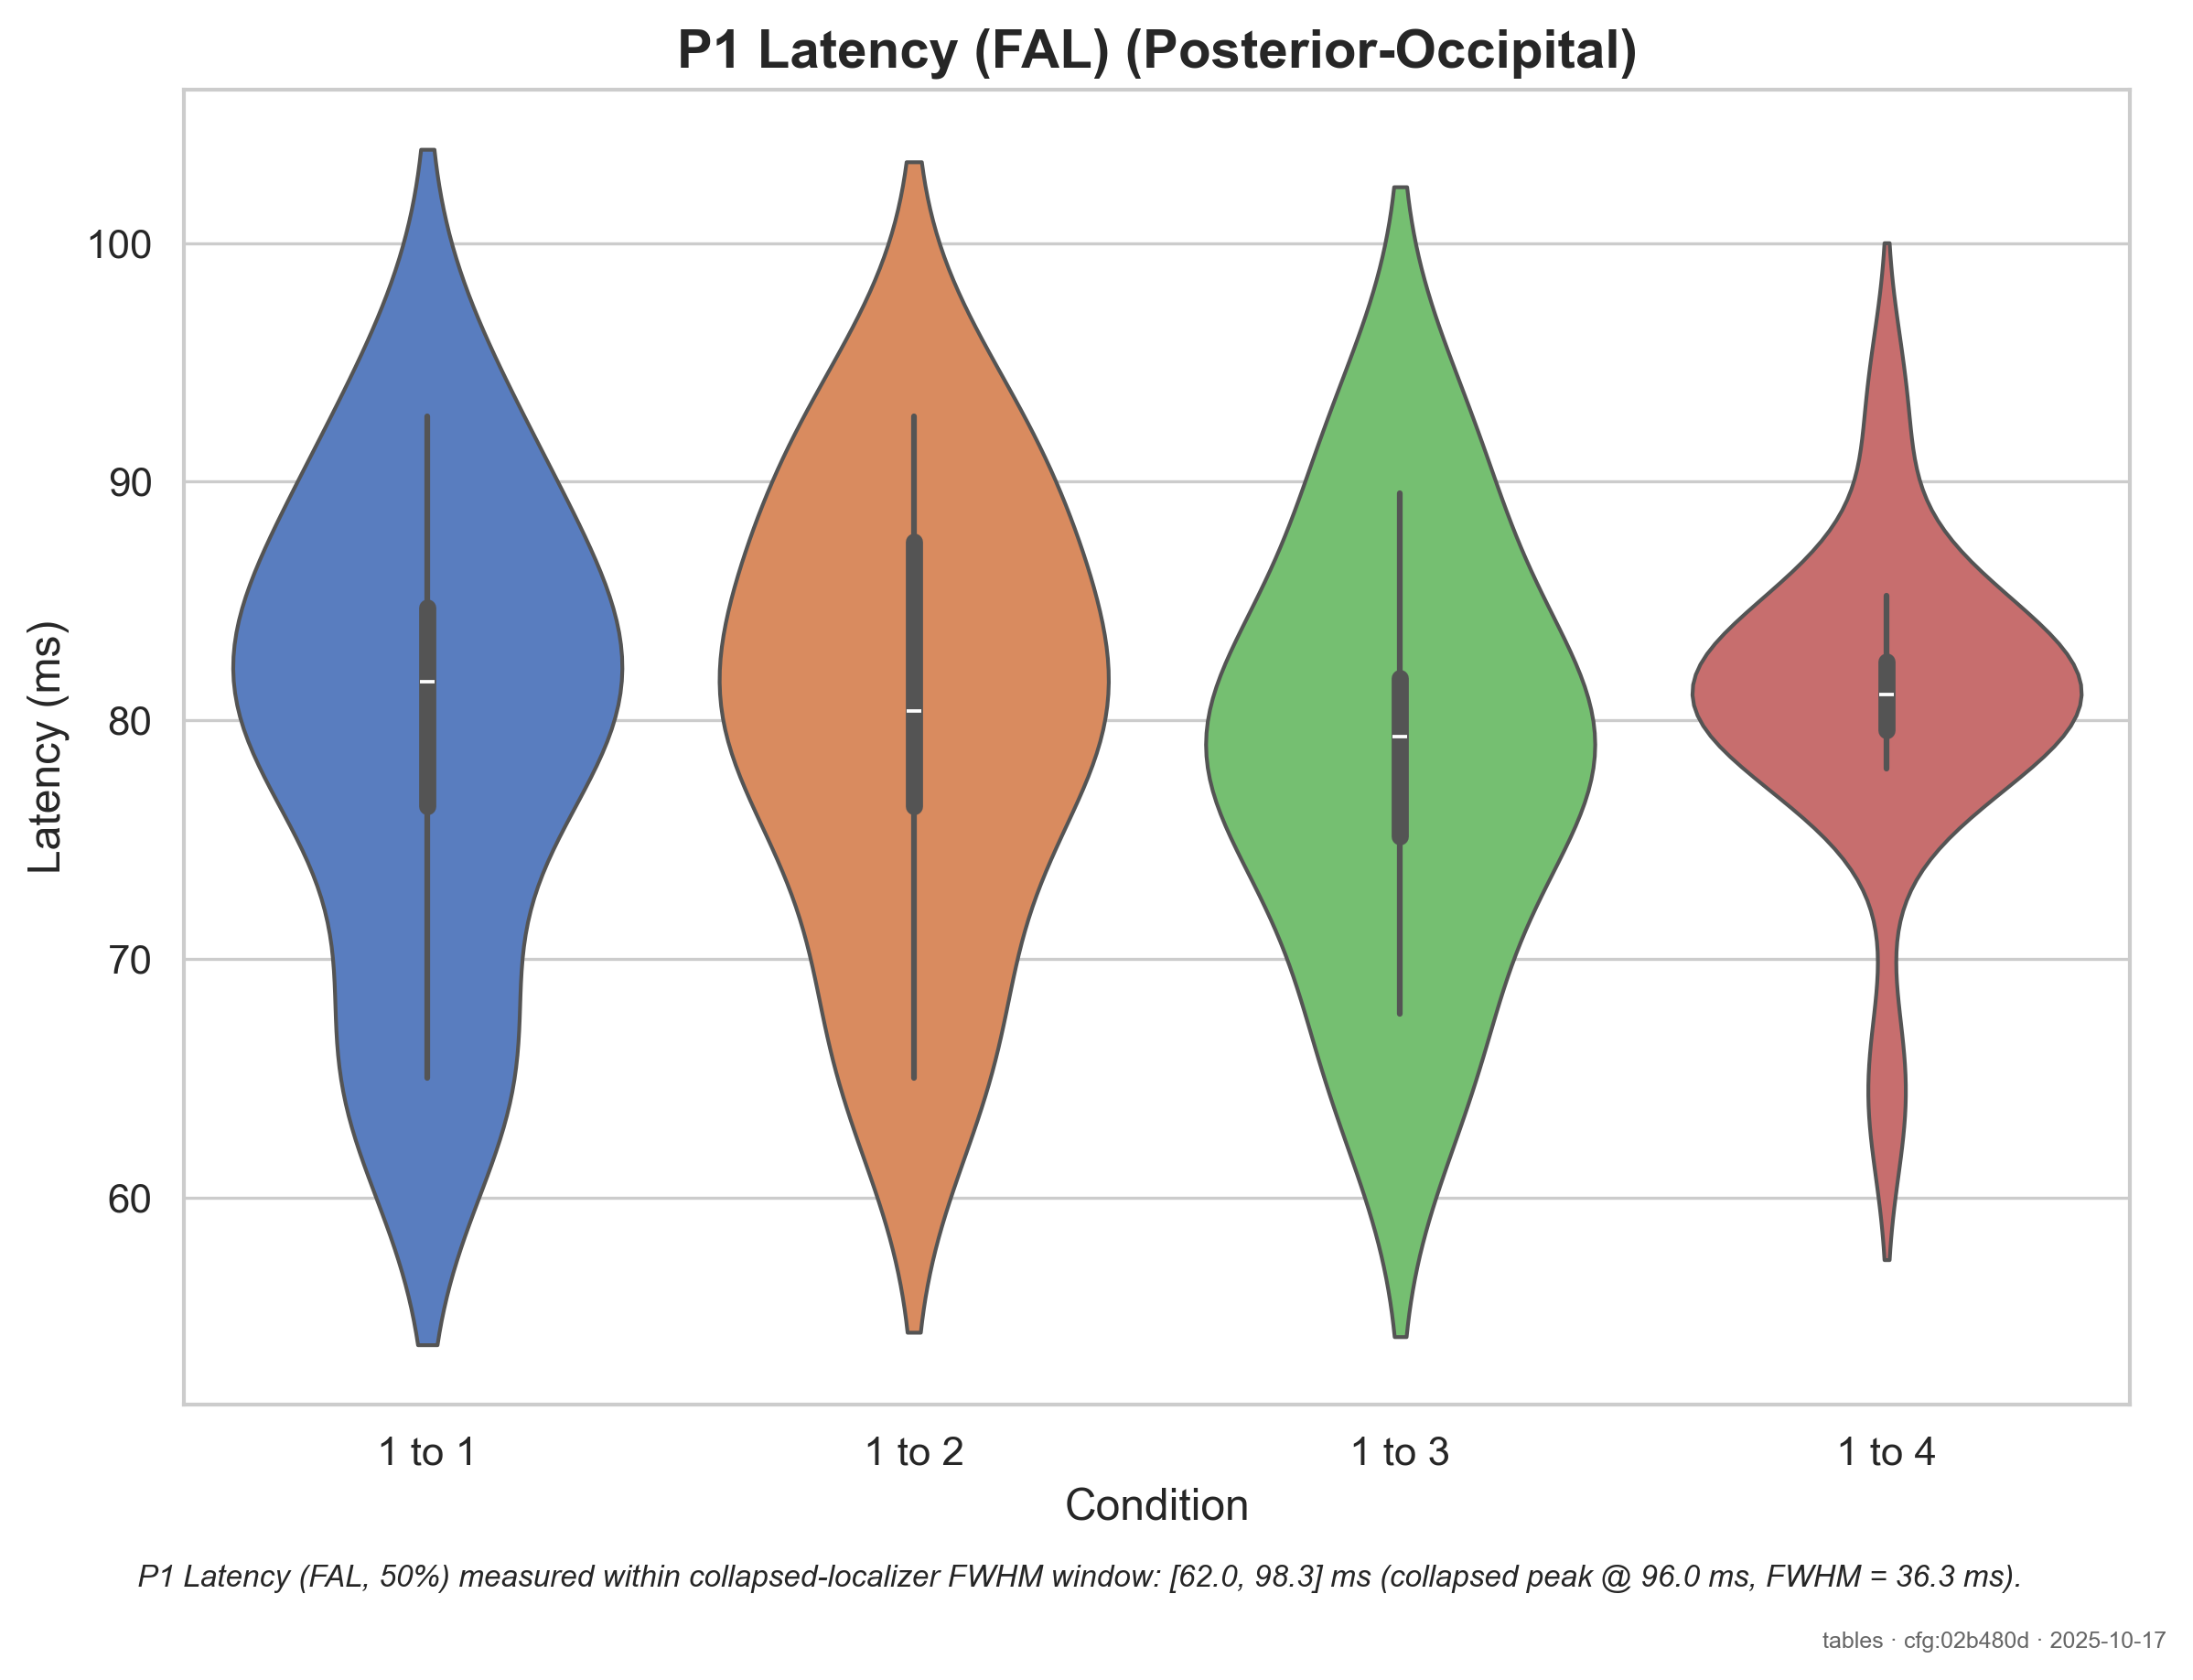 P1 Latency (FAL) (Posterior-Occipital)
Latency (ms)
100
90
80
70
60
1 to 1
1 to 2
1 to 3
1 to 4
Condition
P1 Latency (FAL, 50%) measured within collapsed-localizer FWHM window: [62.0, 98.3] ms (collapsed peak @ 96.0 ms, FWHM = 36.3 ms).
tables · cfg:02b480d · 2025-10-17